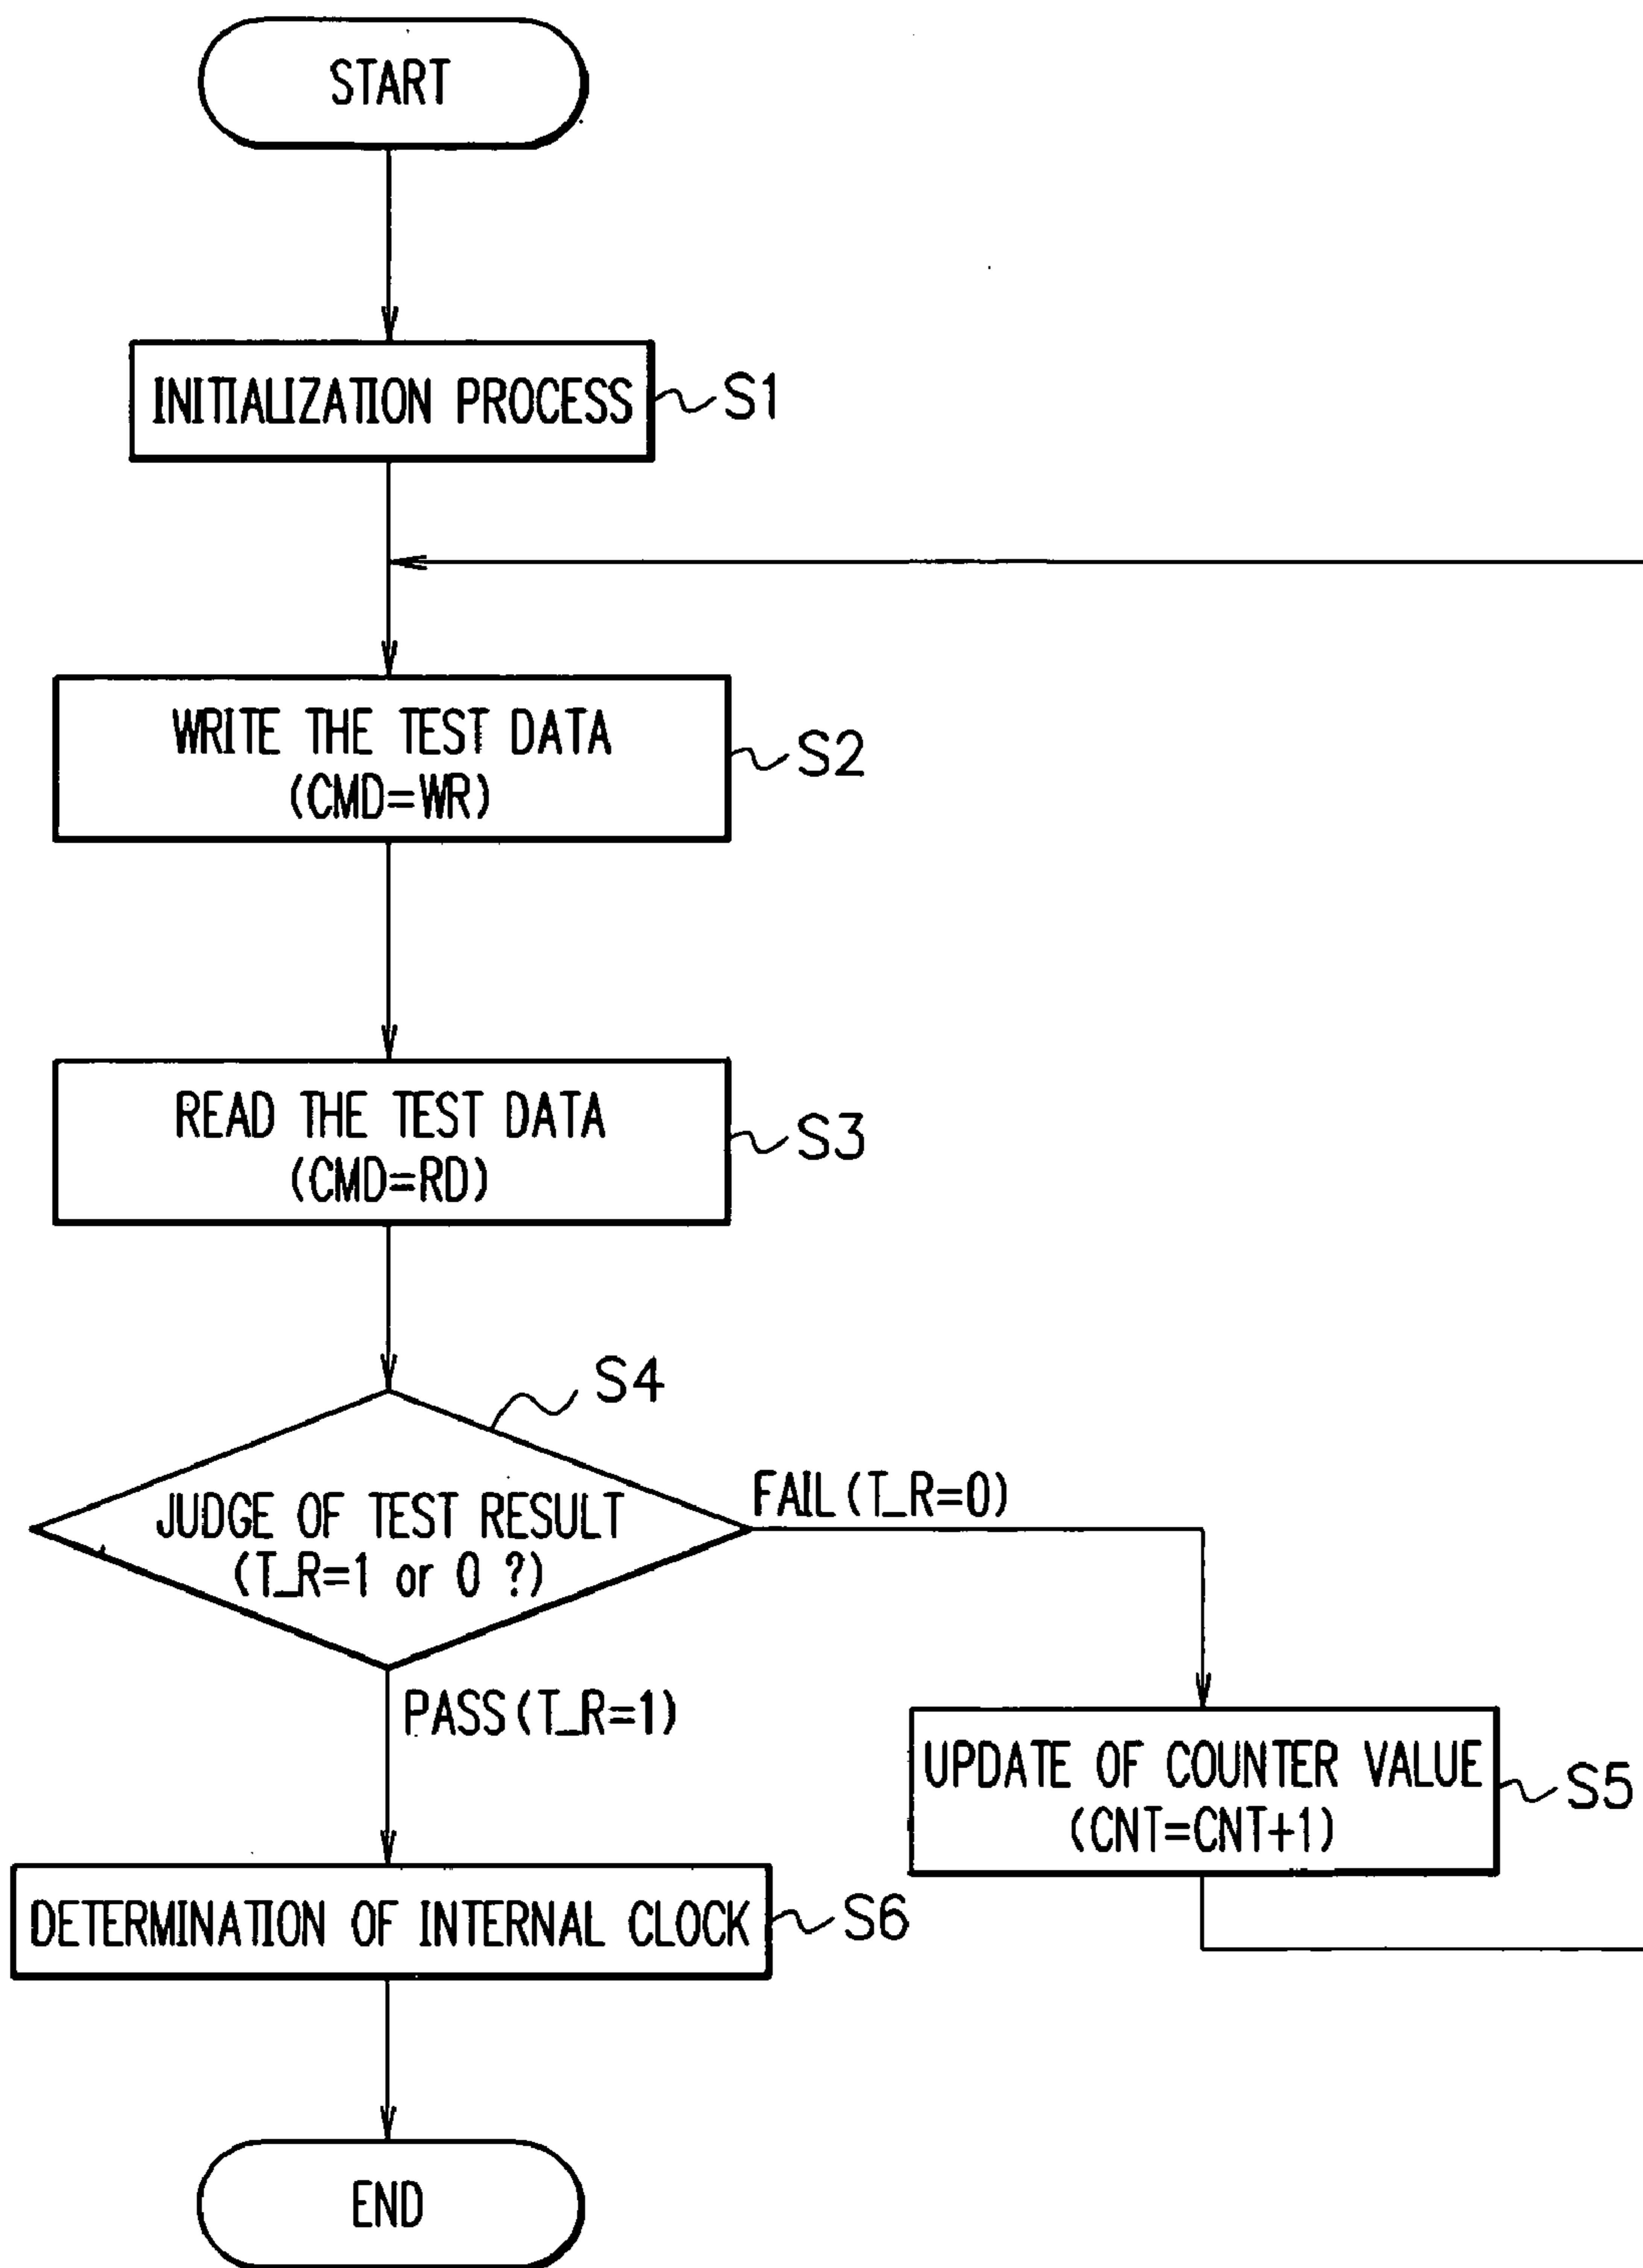 START
INITIALIZATION PROCESS
S1
WRITE THE TEST DATA
(CMD=WR)
S2
READ THE TEST DATA
(CMD=RD)
S3
S4
JUDGE OF TEST RESULT
(T_R=1 or 0 ?)
FAIL(T_R=0)
PASS(T_R=1)
UPDATE OF COUNTER VALUE
(CNT=CNT+1)
S5
DETERMINATION OF INTERNAL CLOCK
S6
END